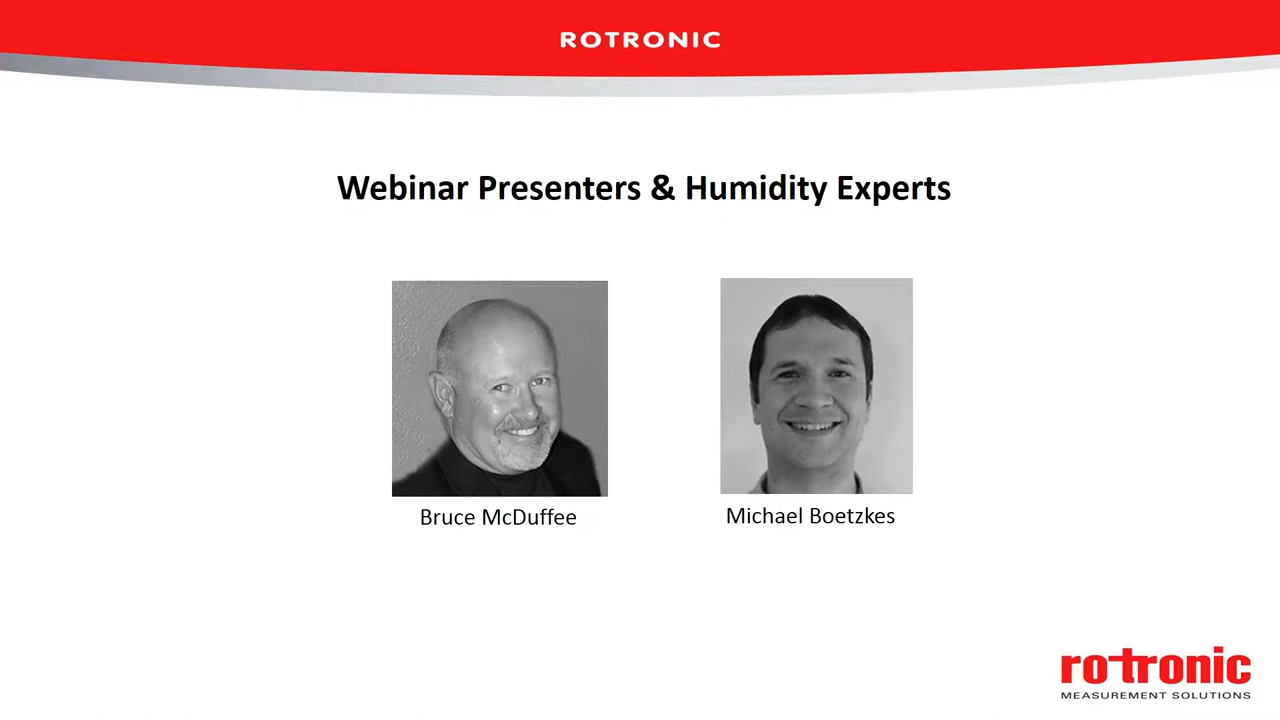 ROTRONIC
Webinar Presenters & Humidity Experts
Bruce McDuffee
Michael Boetzkes
rotronic
MEASUREMENT SOLUTIONS